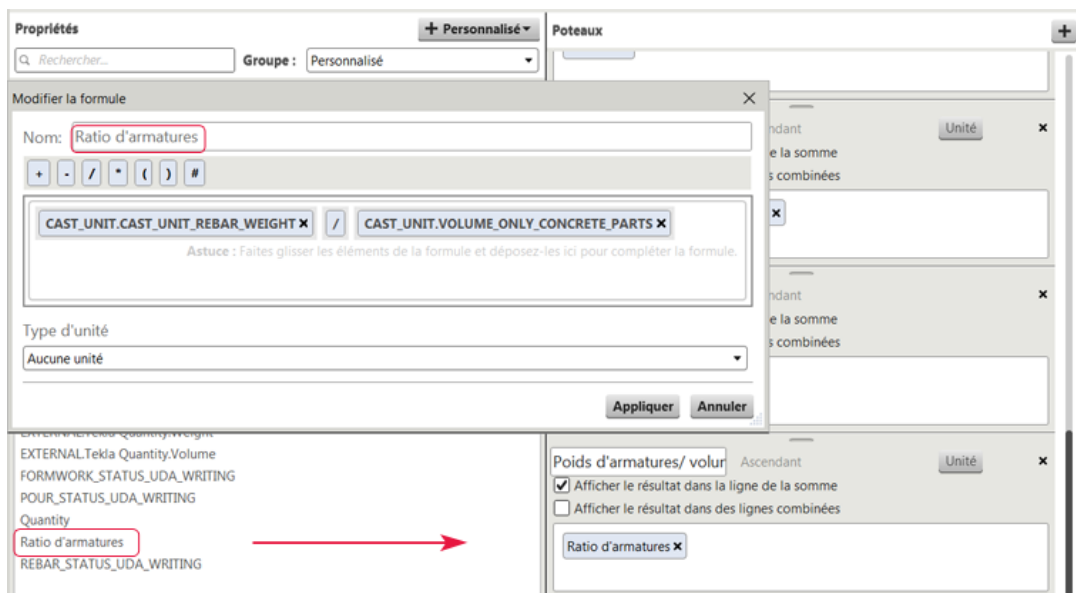 Propriétés
+ Personnalisé
Poteaux
+
Rechercher...
Groupe :
Personnalisé
Modifier la formule
Nom:
Ratio d'armatures
+ - / * ( ) #
CAST_UNIT.CAST_UNIT_REBAR_WEIGHT × / CAST_UNIT.VOLUME_ONLY_CONCRETE_PARTS ×
Astuce : Faites glisser les éléments de la formule et déposez-les ici pour compléter la formule.
Type d'unité
Aucune unité
Appliquer
Annuler
ndant
Unité
×
e la somme
s combinées
×
ndant
×
e la somme
s combinées
EXTERNAL.Tekla Quantity.Weight
EXTERNAL.Tekla Quantity.Volume
FORMWORK_STATUS_UDA_WRITING
POUR_STATUS_UDA_WRITING
Quantity
Ratio d'armatures
REBAR_STATUS_UDA_WRITING
Poids d'armatures/ volur
Ascendant
Unité
×
Afficher le résultat dans la ligne de la somme
Afficher le résultat dans des lignes combinées
Ratio d'armatures ×